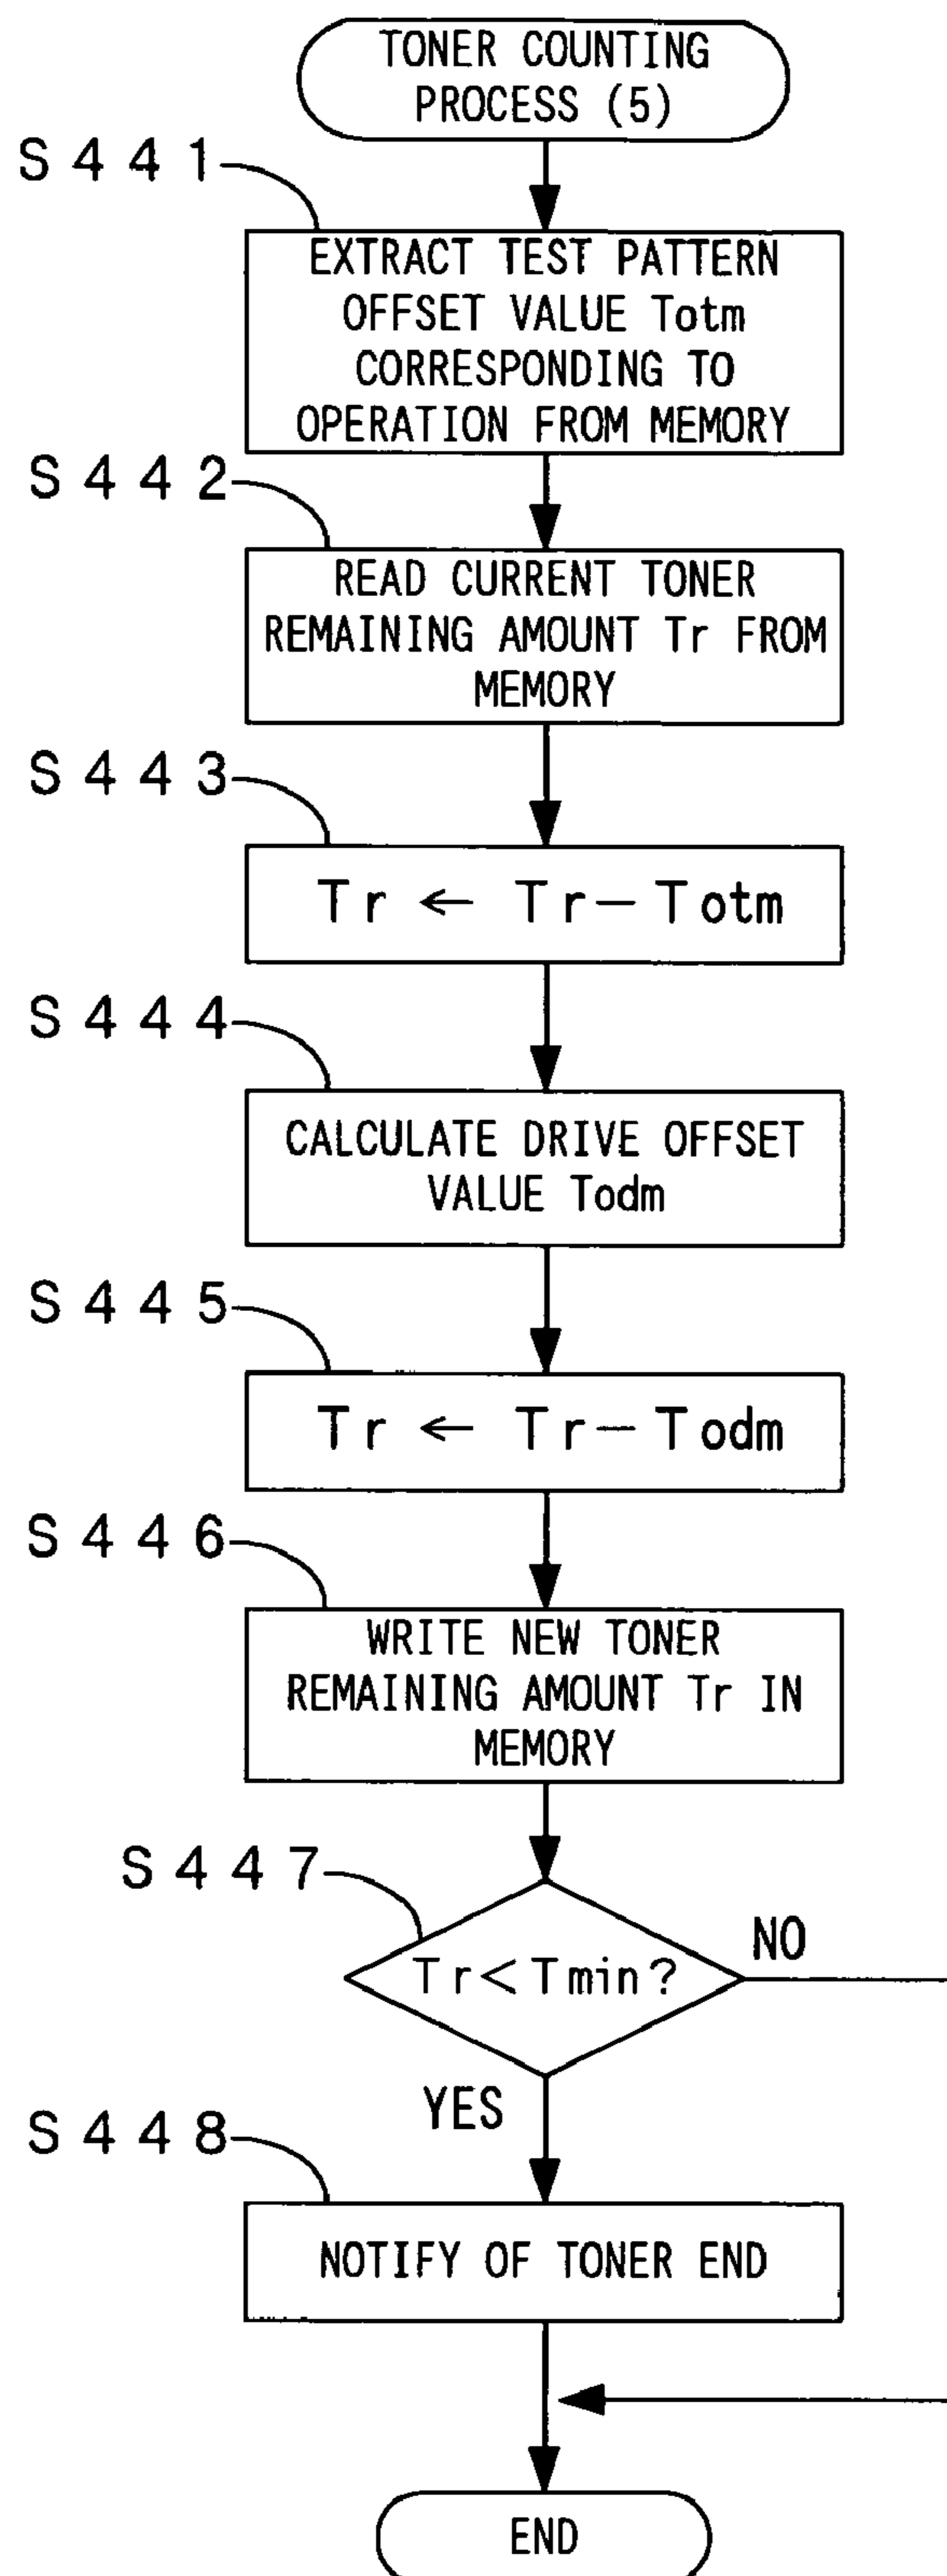 TONER COUNTING
PROCESS (5)
S441
EXTRACT TEST PATTERN
OFFSET VALUE Totm
CORRESPONDING TO
OPERATION FROM MEMORY
S442
READ CURRENT TONER
REMAINING AMOUNT Tr FROM
MEMORY
S443
Tr ← Tr－Totm
S444
CALCULATE DRIVE OFFSET
VALUE Todm
S445
Tr ← Tr－Todm
S446
WRITE NEW TONER
REMAINING AMOUNT Tr IN
MEMORY
S447
Tr＜Tmin?
NO
YES
S448
NOTIFY OF TONER END
END